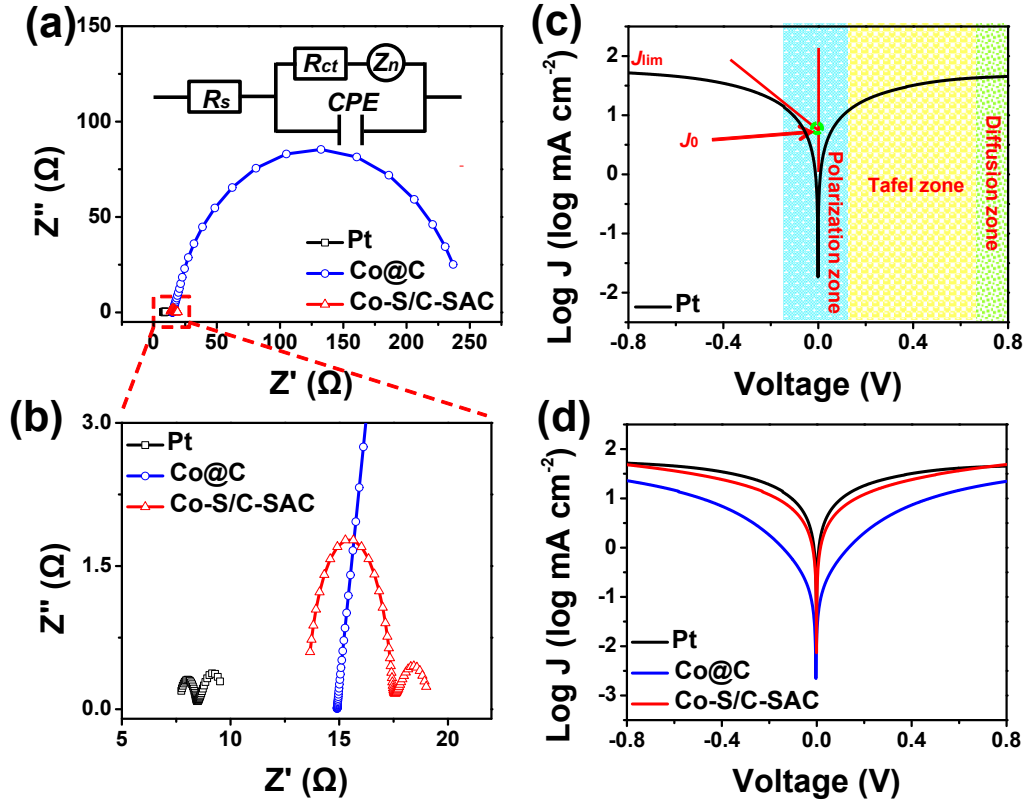 (a)
150
125
100
75
50
25
0
Z'' (Ω)
Rs
Rct
Zn
CPE
Pt
Co@C
Co-S/C-SAC
0 50 100 150 200 250
Z' (Ω)
(b)
3.0
1.5
0.0
Z'' (Ω)
Pt
Co@C
Co-S/C-SAC
5 10 15 20
Z' (Ω)
(c)
2
1
0
-1
-2
Log J (log mA cm-2)
Jlim
J0
Polarization zone
Tafel zone
Diffusion zone
Pt
-0.8 -0.4 0.0 0.4 0.8
Voltage (V)
(d)
2
1
0
-1
-2
-3
Log J (log mA cm-2)
Pt
Co@C
Co-S/C-SAC
-0.8 -0.4 0.0 0.4 0.8
Voltage (V)